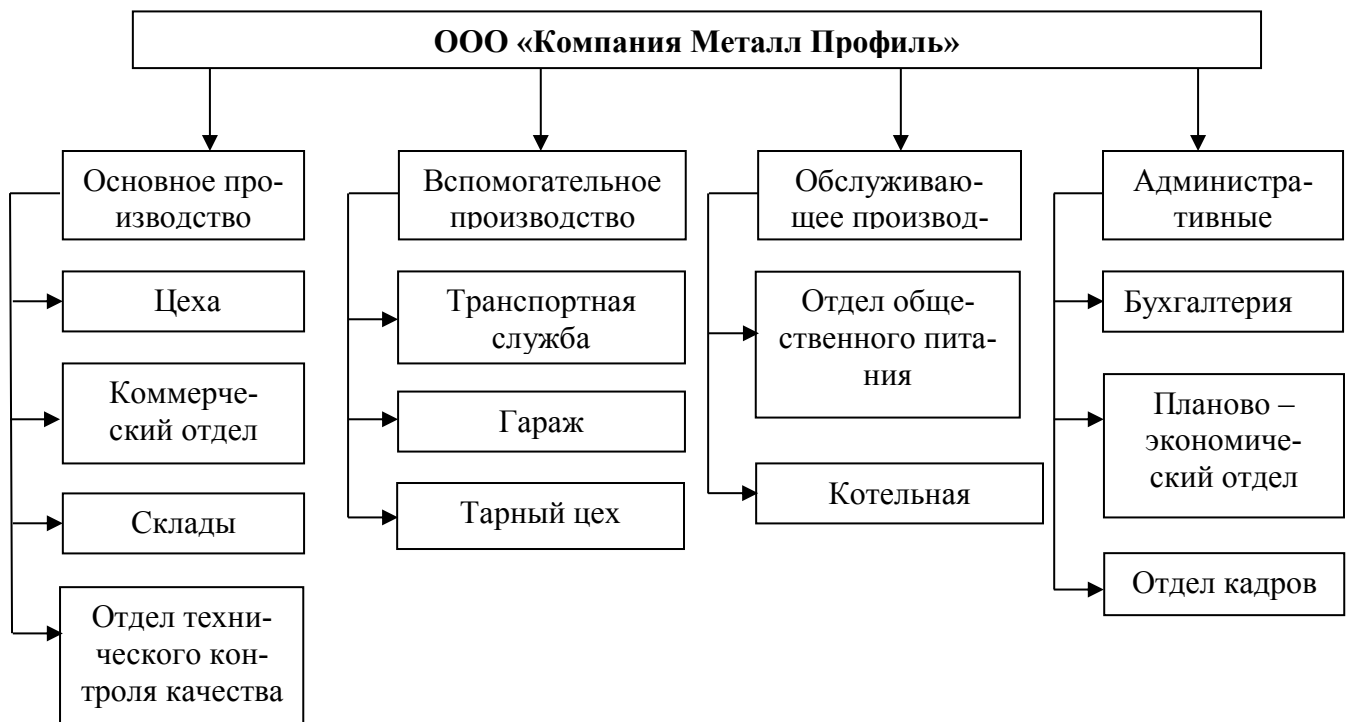 ООО «Компания Металл Профиль»
Основное про-
изводство
Цеха
Коммерче-
ский отдел
Склады
Отдел техни-
ческого кон-
троля качества
Вспомогательное
производство
Транспортная
служба
Гараж
Тарный цех
Обслуживаю-
щее производ-
Отдел обще-
ственного пита-
ния
Котельная
Администра-
тивные
Бухгалтерия
Планово –
экономиче-
ский отдел
Отдел кадров